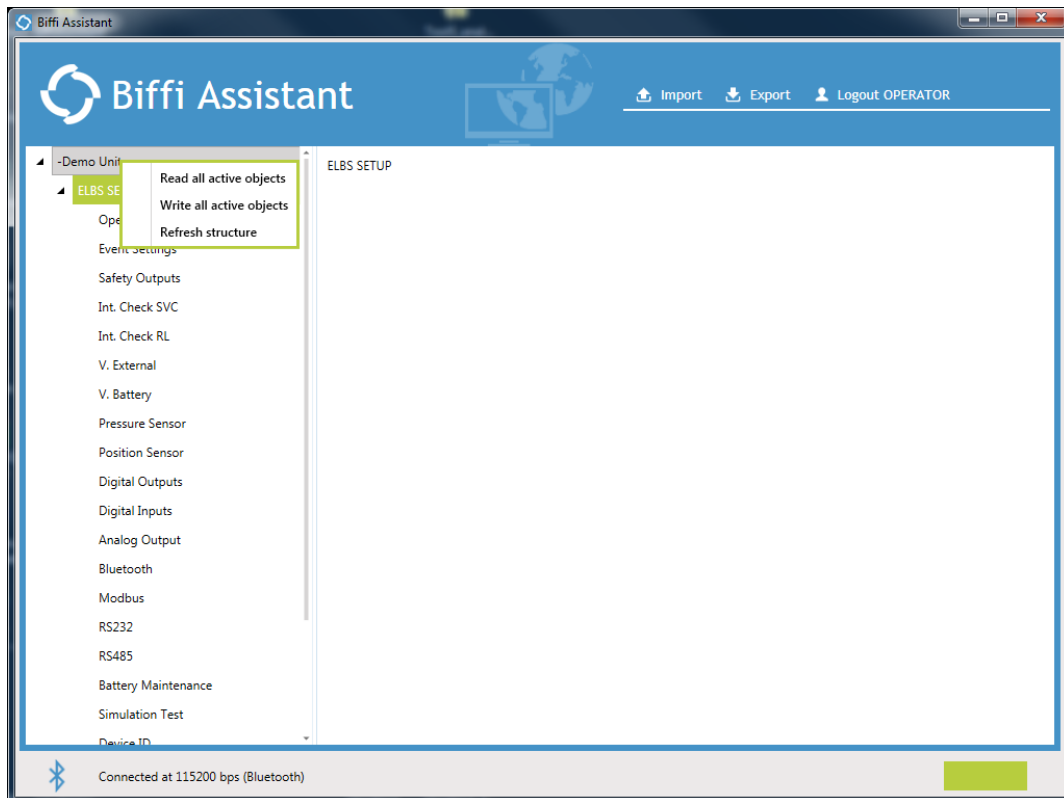 Biffi Assistant
Biffi Assistant
Import Export Logout OPERATOR
-Demo Unit
ELBS SETUP
Read all active objects
ELBS SE
Write all active objects
Ope
Refresh structure
Event Settings
Safety Outputs
Int. Check SVC
Int. Check RL
V. External
V. Battery
Pressure Sensor
Position Sensor
Digital Outputs
Digital Inputs
Analog Output
Bluetooth
Modbus
RS232
RS485
Battery Maintenance
Simulation Test
Device ID
Connected at 115200 bps (Bluetooth)